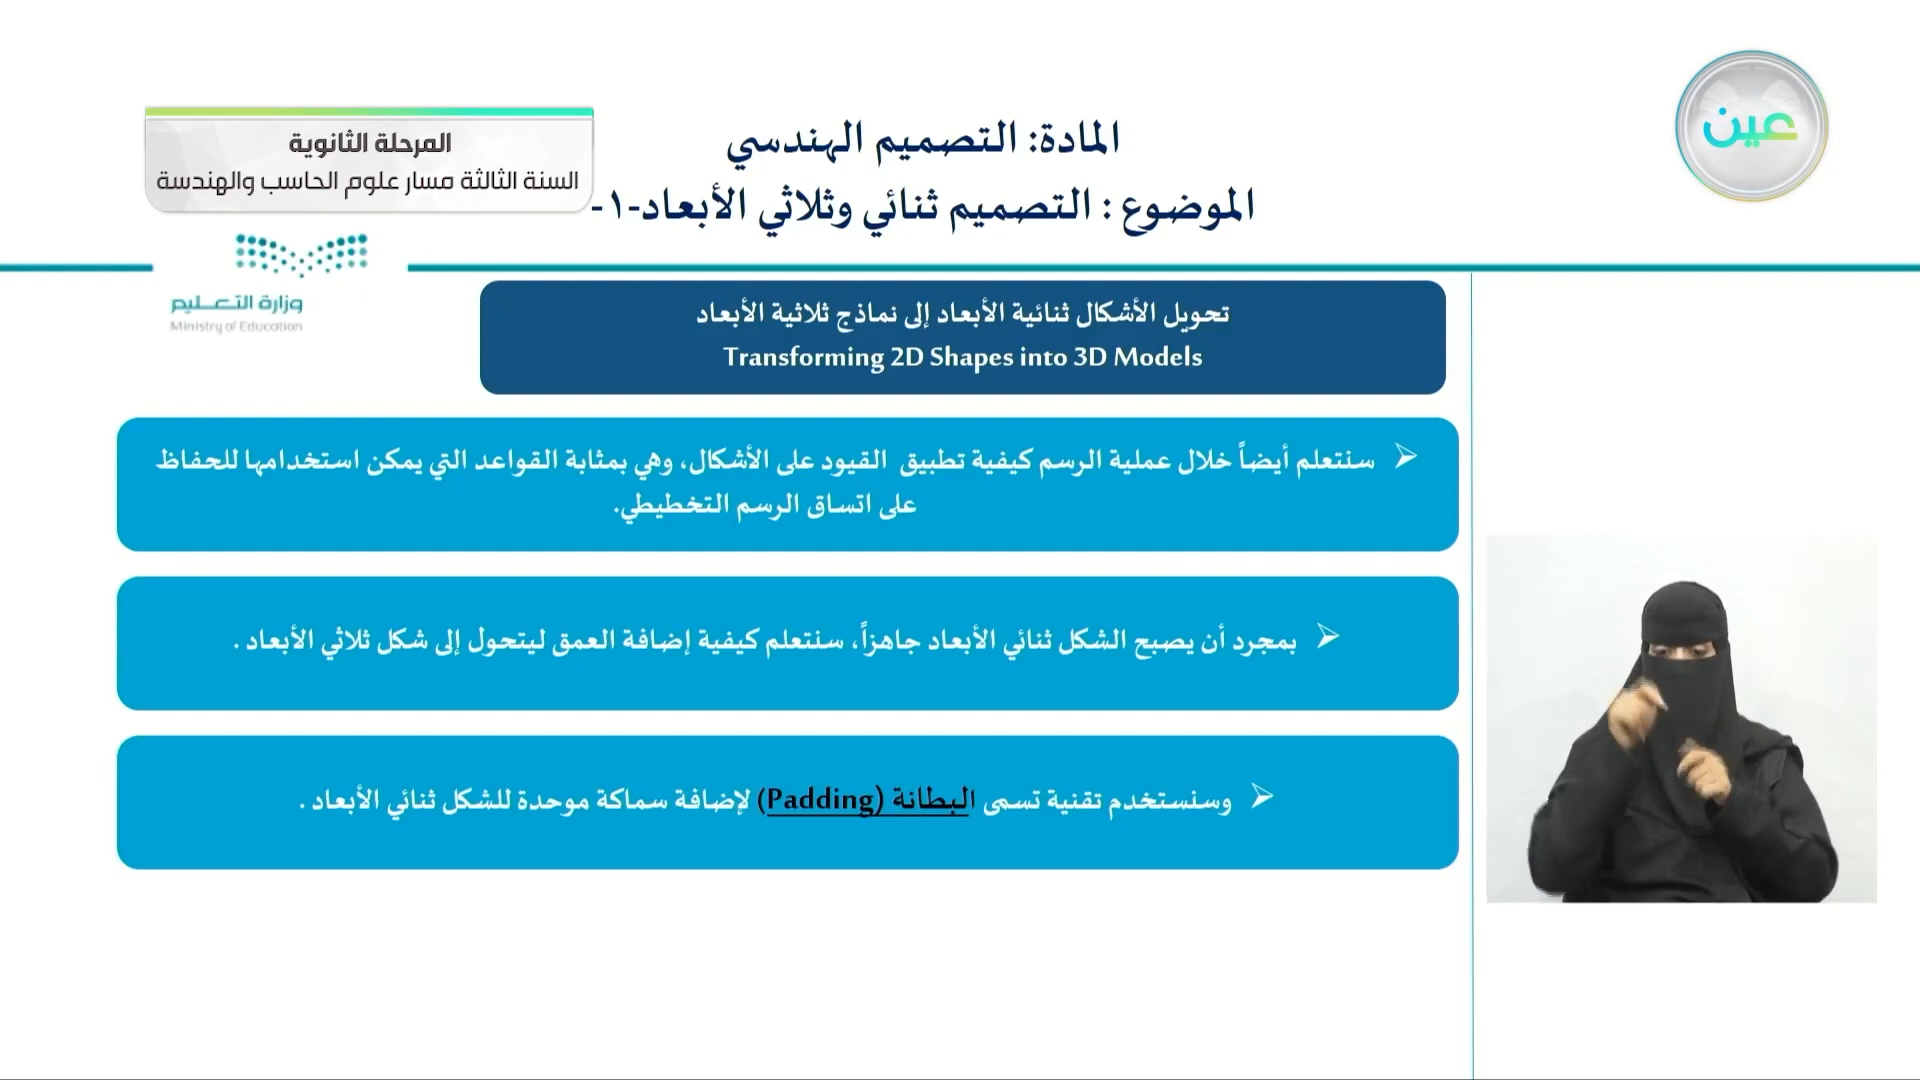 عين
المادة: التصميم الهندسي
الموضوع : التصميم ثنائي وثلاثي الأبعاد-١-
المرحلة الثانوية
السنة الثالثة مسار علوم الحاسب والهندسة
وزارة التعليم
Ministry of Education
تحويل الأشكال ثنائية الأبعاد إلى نماذج ثلاثية الأبعاد
Transforming 2D Shapes into 3D Models
سنتعلم أيضاً خلال عملية الرسم كيفية تطبيق القيود على الأشكال، وهي بمثابة القواعد التي يمكن استخدامها للحفاظ
على اتساق الرسم التخطيطي.
بمجرد أن يصبح الشكل ثنائي الأبعاد جاهزاً، سنتعلم كيفية إضافة العمق ليتحول إلى شكل ثلاثي الأبعاد .
وسنستخدم تقنية تسمى البطانة (Padding) لإضافة سماكة موحدة للشكل ثنائي الأبعاد .